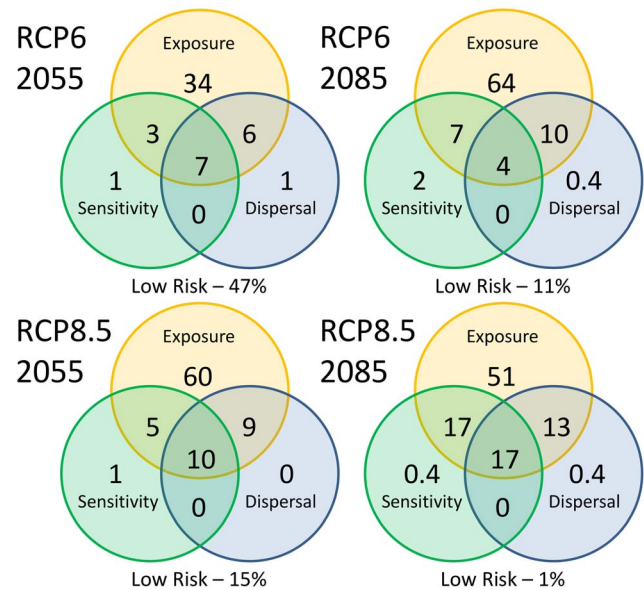 RCP6
2055
Exposure
34
3
6
7
1
1
Sensitivity
Dispersal
0
Low Risk – 47%
RCP6
2085
Exposure
64
7
10
4
2
0.4
Sensitivity
Dispersal
0
Low Risk – 11%
RCP8.5
2055
Exposure
60
5
9
10
1
0
Sensitivity
Dispersal
0
Low Risk – 15%
RCP8.5
2085
Exposure
51
17
13
17
0.4
0.4
Sensitivity
Dispersal
0
Low Risk – 1%